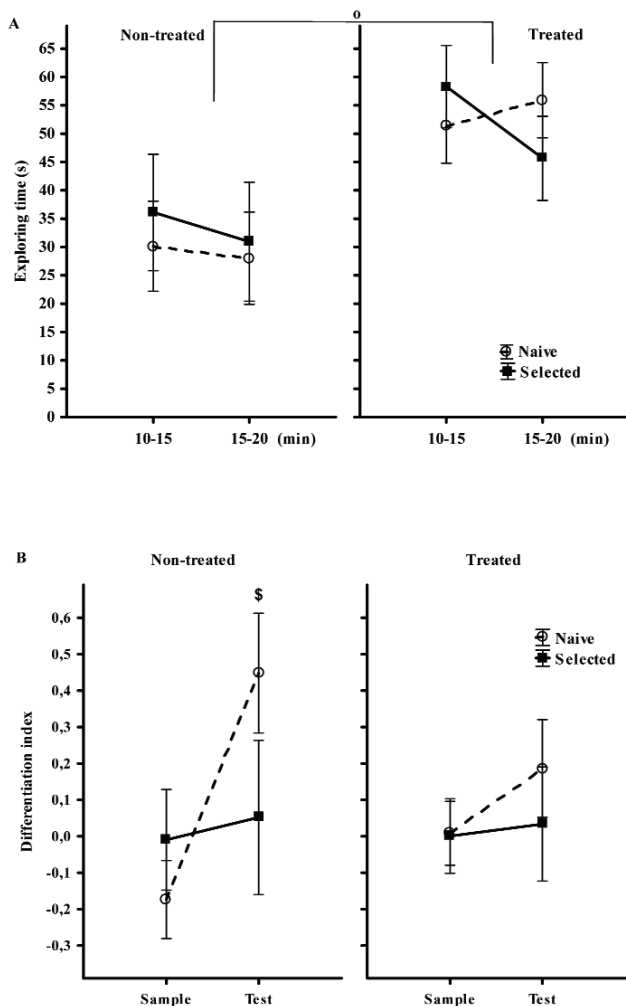 A
o
Non-treated
Treated
Exploring time (s)
65
60
55
50
45
40
35
30
25
20
15
10
5
0
Naive
Selected
10-15
15-20 (min)
10-15
15-20 (min)
B
Non-treated
Treated
$
Differentiation index
0,6
0,5
0,4
0,3
0,2
0,1
0,0
-0,1
-0,2
-0,3
Naive
Selected
Sample
Test
Sample
Test